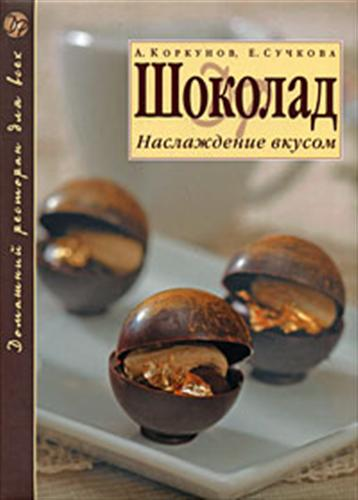 А. Коркунов, Е. Сучкова
Шоколад
Наслаждение вкусом
Домашний ресторан для всех